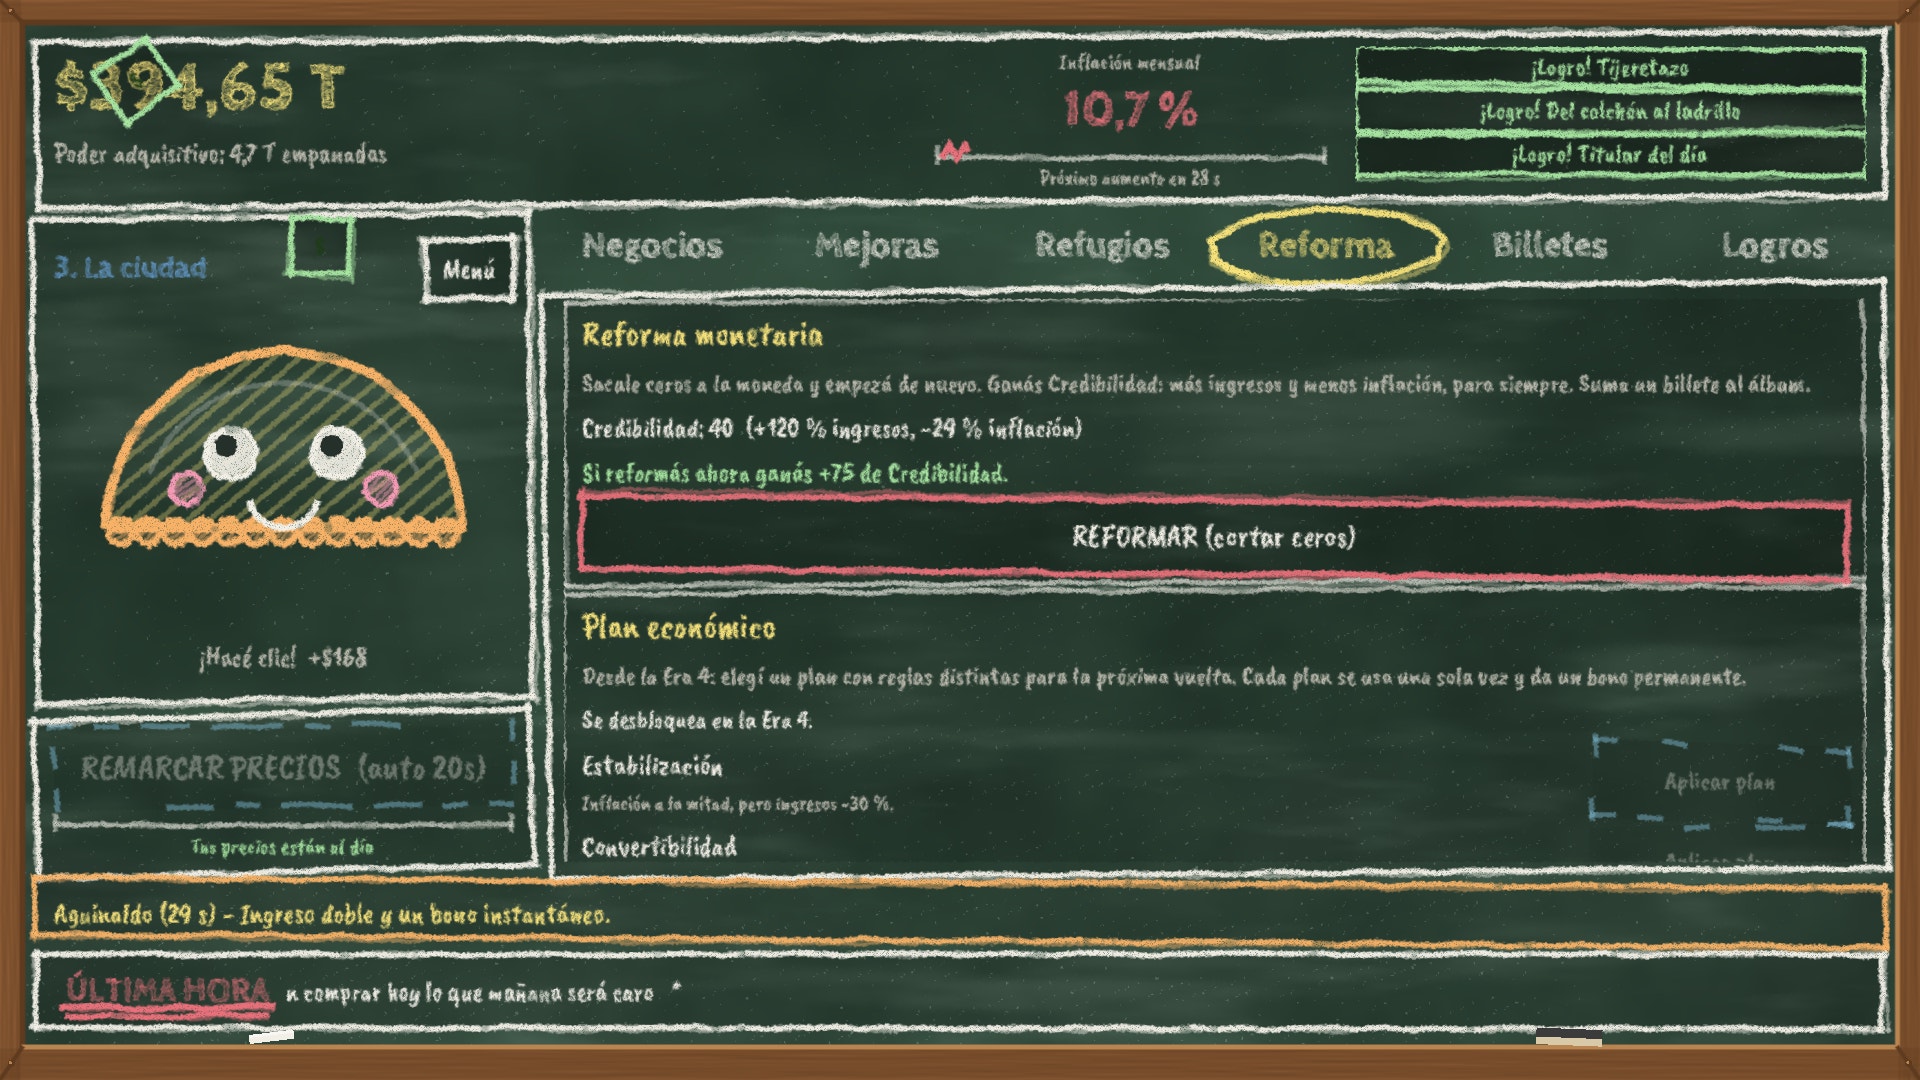 $394,65 T
Poder adquisitivo: 4,7 T empanadas
Inflación mensual
10,7 %
Próximo aumento en 28 s
¡Logro! Tijeretazo
¡Logro! Del colchón al ladrillo
¡Logro! Titular del día
3. La ciudad
Menú
¡Hacé clic! +$168
REMARCAR PRECIOS (auto 20s)
Tus precios están al día
Negocios Mejoras Refugios Reforma Billetes Logros
Reforma monetaria
Sacale ceros a la moneda y empezá de nuevo. Ganás Credibilidad: más ingresos y menos inflación, para siempre. Suma un billete al álbum.
Credibilidad: 40 (+120 % ingresos, -29 % inflación)
Si reformás ahora ganás +75 de Credibilidad.
REFORMAR (cortar ceros)
Plan económico
Desde la Era 4: elegí un plan con reglas distintas para la próxima vuelta. Cada plan se usa una sola vez y da un bono permanente.
Se desbloquea en la Era 4.
Estabilización
Inflación a la mitad, pero ingresos -30 %.
Aplicar plan
Convertibilidad
Aplicar plan
Aguinaldo (29 s) - Ingreso doble y un bono instantáneo.
ÚLTIMA HORA n comprar hoy lo que mañana será caro *